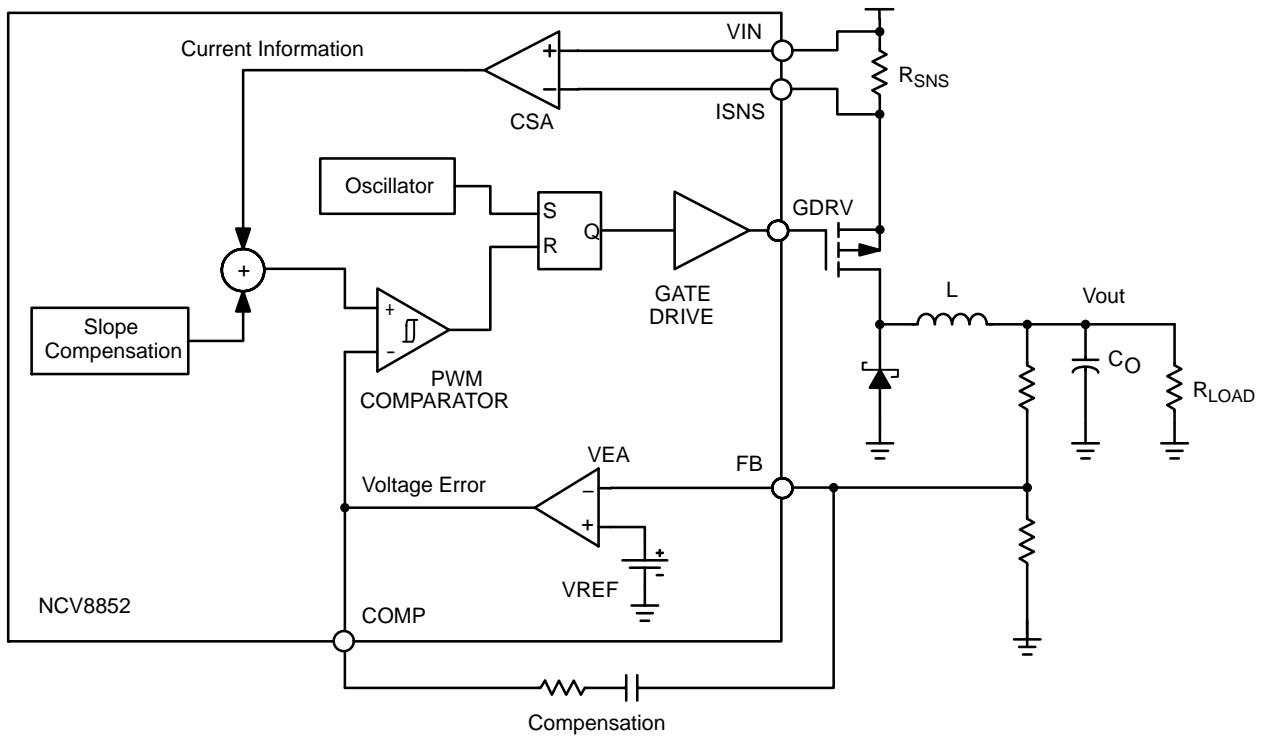 VIN
Current Information
RSNS
CSA
ISNS
Oscillator
S
R
Q
GDRV
GATE
DRIVE
+
Slope
Compensation
+
−
PWM
COMPARATOR
L
Vout
CO
RLOAD
VEA
FB
Voltage Error
−
+
+
-
VREF
NCV8852
COMP
Compensation
+
−